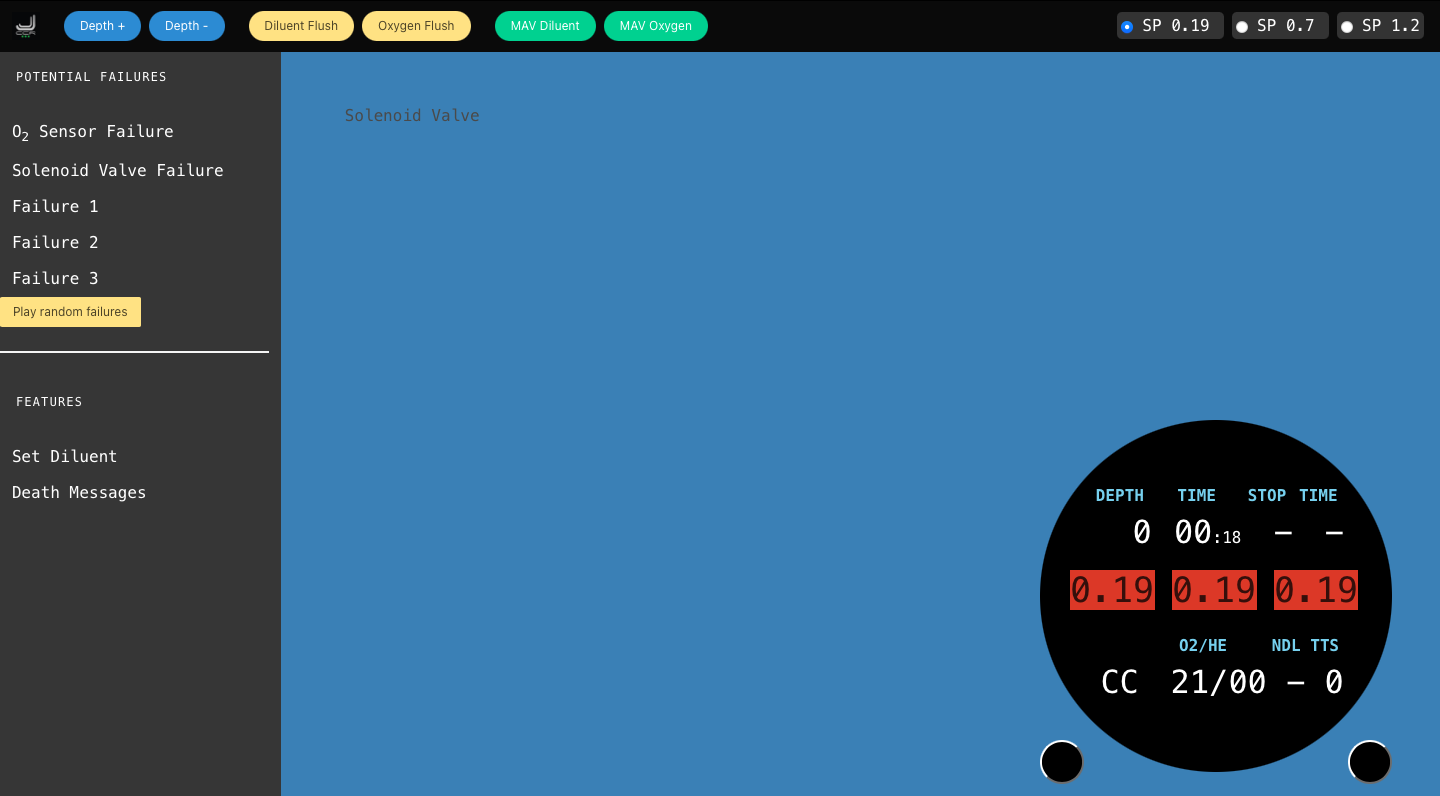 Depth + Depth - Diluent Flush Oxygen Flush MAV Diluent MAV Oxygen SP 0.19 SP 0.7 SP 1.2
POTENTIAL FAILURES
O₂ Sensor Failure
Solenoid Valve Failure
Failure 1
Failure 2
Failure 3
Play random failures
FEATURES
Set Diluent
Death Messages
Solenoid Valve
DEPTH TIME STOP TIME
0 00:18 – –
0.19 0.19 0.19
O2/HE NDL TTS
CC 21/00 – 0